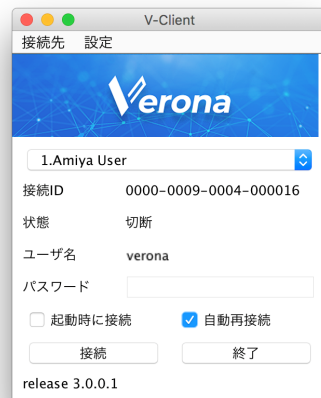 V-Client
接続先 設定
Verona
1.Amiya User
接続ID 0000-0009-0004-000016
状態 切断
ユーザ名 verona
パスワード
起動時に接続 自動再接続
接続 終了
release 3.0.0.1